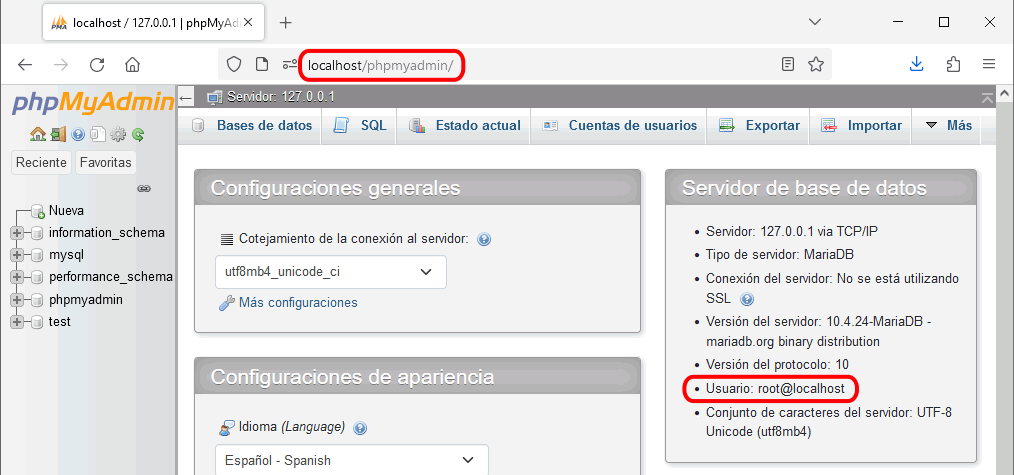 localhost / 127.0.0.1 | phpMyAdmin
localhost/phpmyadmin/
phpMyAdmin
Reciente
Favoritas
Nueva
information_schema
mysql
performance_schema
phpmyadmin
test
Servidor: 127.0.0.1
Bases de datos
SQL
Estado actual
Cuentas de usuarios
Exportar
Importar
Más
Configuraciones generales
Cotejamiento de la conexión al servidor:
utf8mb4_unicode_ci
Más configuraciones
Configuraciones de apariencia
Idioma (Language)
Español - Spanish
Servidor de base de datos
Servidor: 127.0.0.1 via TCP/IP
Tipo de servidor: MariaDB
Conexión del servidor: No se está utilizando
SSL
Versión del servidor: 10.4.24-MariaDB -
mariadb.org binary distribution
Versión del protocolo: 10
Usuario: root@localhost
Conjunto de caracteres del servidor: UTF-8
Unicode (utf8mb4)